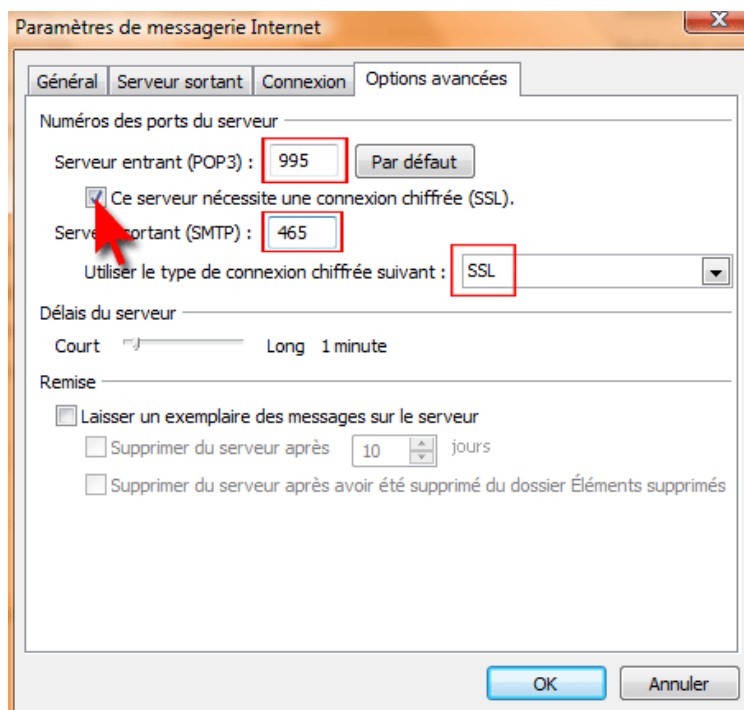 Paramètres de messagerie Internet
X
Général Serveur sortant Connexion Options avancées
Numéros des ports du serveur
Serveur entrant (POP3) : 995 Par défaut
Ce serveur nécessite une connexion chiffrée (SSL).
Serve ortant (SMTP) : 465
Utiliser le type de connexion chiffrée suivant : SSL
Délais du serveur
Court Long 1 minute
Remise
Laisser un exemplaire des messages sur le serveur
Supprimer du serveur après 10 jours
Supprimer du serveur après avoir été supprimé du dossier Éléments supprimés
OK Annuler